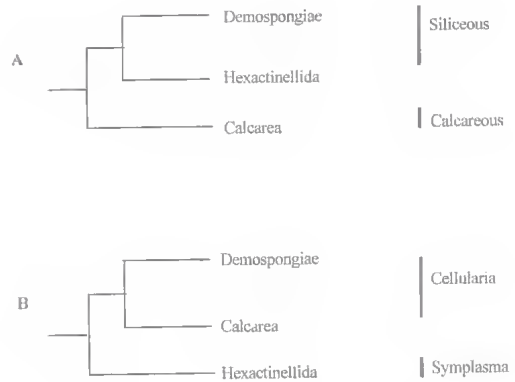 Demospongiae
Siliceous
A
Hexactinellida
Calcarea
Calcareous
Demospongiae
Cellularia
B
Calcarea
Hexactinellida
Symplasma